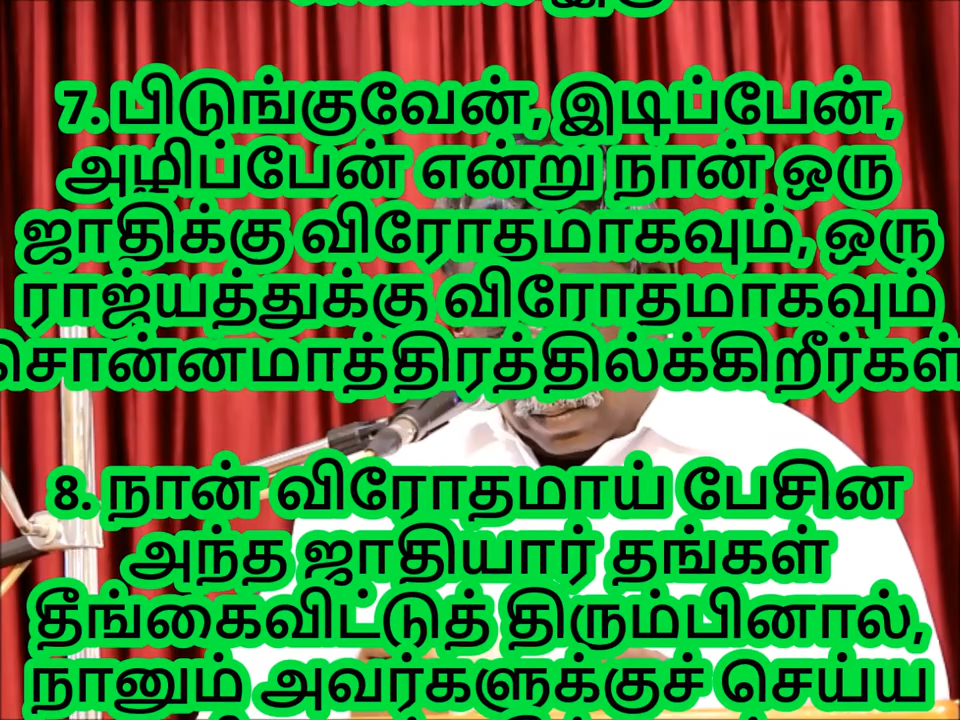 7. பிடுங்குவேன், இடிப்பேன்,
அழிப்பேன் என்று நான் ஒரு
ஜாதிக்கு விரோதமாகவும், ஒரு
ராஜ்யத்துக்கு விரோதமாகவும்
சொன்னமாத்திரத்தில்க்கிறீர்கள்
8. நான் விரோதமாய் பேசின
அந்த ஜாதியார் தங்கள்
தீங்கைவிட்டுத் திரும்பினால்,
நானும் அவர்களுக்குச் செய்ய